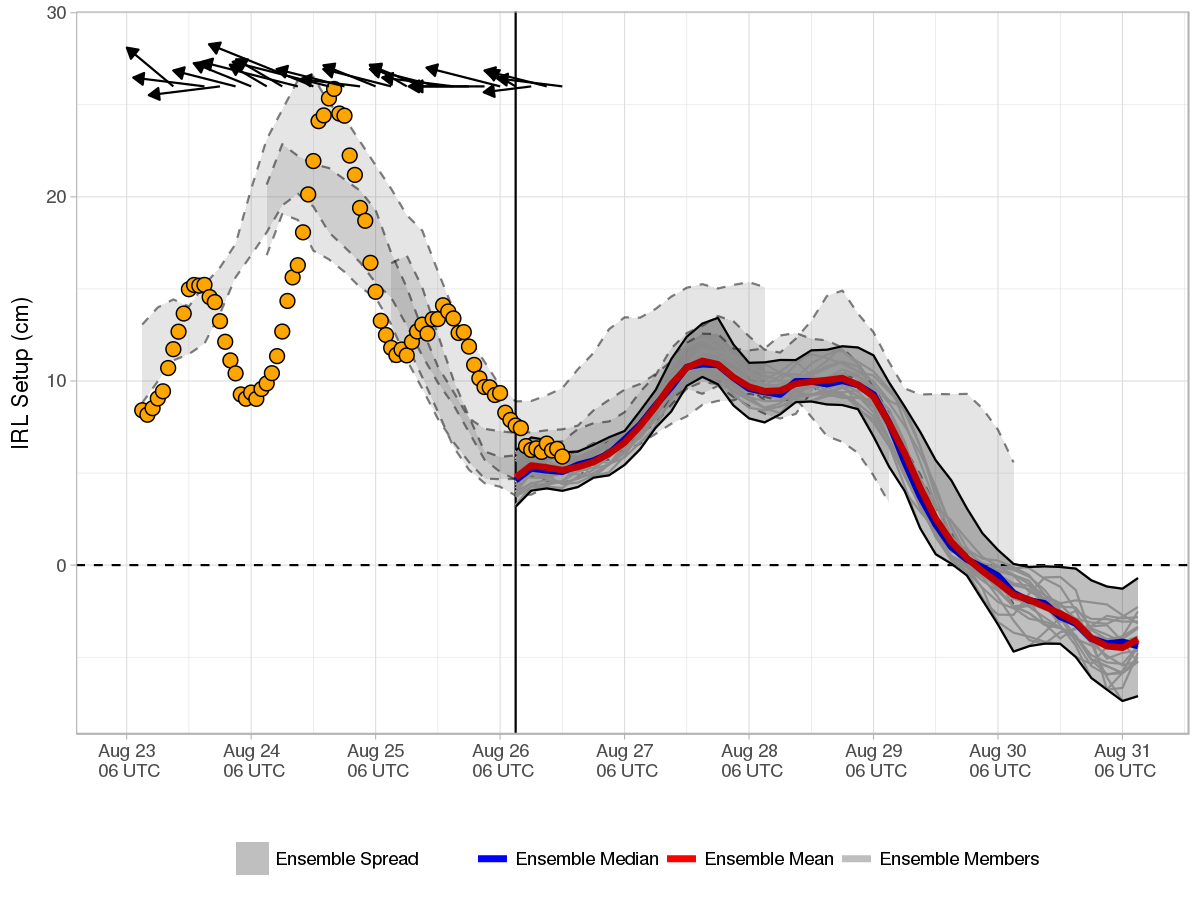 30
20
10
0
IRL Setup (cm)
Aug 23 Aug 24 Aug 25 Aug 26 Aug 27 Aug 28 Aug 29 Aug 30 Aug 31
06 UTC 06 UTC 06 UTC 06 UTC 06 UTC 06 UTC 06 UTC 06 UTC 06 UTC
Ensemble Spread Ensemble Median Ensemble Mean Ensemble Members